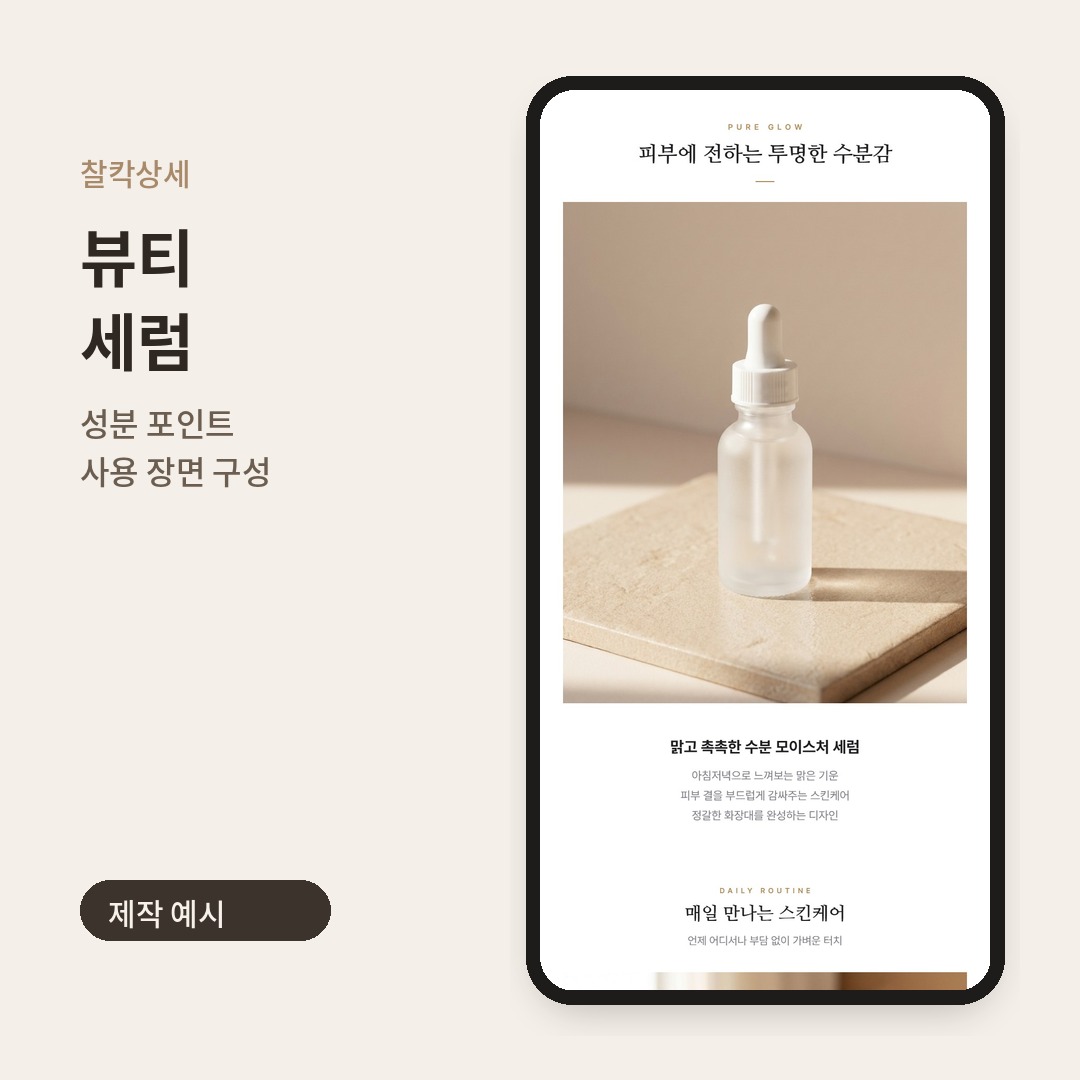 찰칵상세
뷰티
세럼
성분 포인트
사용 장면 구성
제작 예시
PURE GLOW
피부에 전하는 투명한 수분감
맑고 촉촉한 수분 모이스처 세럼
아침저녁으로 느껴보는 맑은 기운
피부 결을 부드럽게 감싸주는 스킨케어
정갈한 화장대를 완성하는 디자인
DAILY ROUTINE
매일 만나는 스킨케어
언제 어디서나 부담 없이 가벼운 터치